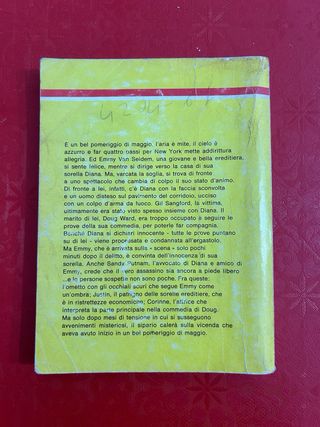 È un bel pomeriggio di maggio, l'aria è mite, il cielo è
azzurro e far quattro passi per New York mette addirittura
allegria. Ed Emmy Van Seidem, una giovane e bella ereditiera,
si sente felice, mentre si dirige verso la casa di sua
sorella Diana. Ma, varcata la soglia, si trova di fronte
a uno spettacolo che cambia di colpo il suo stato d'animo.
Di fronte a lei, infatti, c'è Diana con la faccia sconvolta
e un uomo disteso sul pavimento del corridoio, ucciso
con un colpo d'arma da fuoco. Gil Sangford, la vittima,
ultimamente era stato visto spesso insieme con Diana. Il
marito di lei, Doug Ward, era troppo occupato a seguire le
prove della sua commedia, per poterle far compagnia.
Benché Diana si dichiari innocente - tutte le prove puntano
su di lei - viene processata e condannata all'ergastolo.
Ma Emmy, che è arrivata sulla « scena » solo pochi
minuti dopo il delitto, è convinta dell'innocenza di sua
sorella. Anche Sandy Putnam, l'avvocato di Diana e amico di
Emmy, crede che il vero assassino sia ancora a piede libero
...e le persone sospette non sono poche. Fra queste:
l'ometto con gli occhiali scuri che segue Emmy come
un'ombra; Justin, il patrigno delle sorelle ereditiere, che
è in ristrettezze economiche; Corinne, l'attrice che
interpreta la parte principale nella commedia di Doug.
Ma solo dopo mesi di tensione in cui si susseguono
avvenimenti misteriosi, il sipario calerà sulla vicenda che
aveva avuto inizio in un bel pomeriggio di maggio.